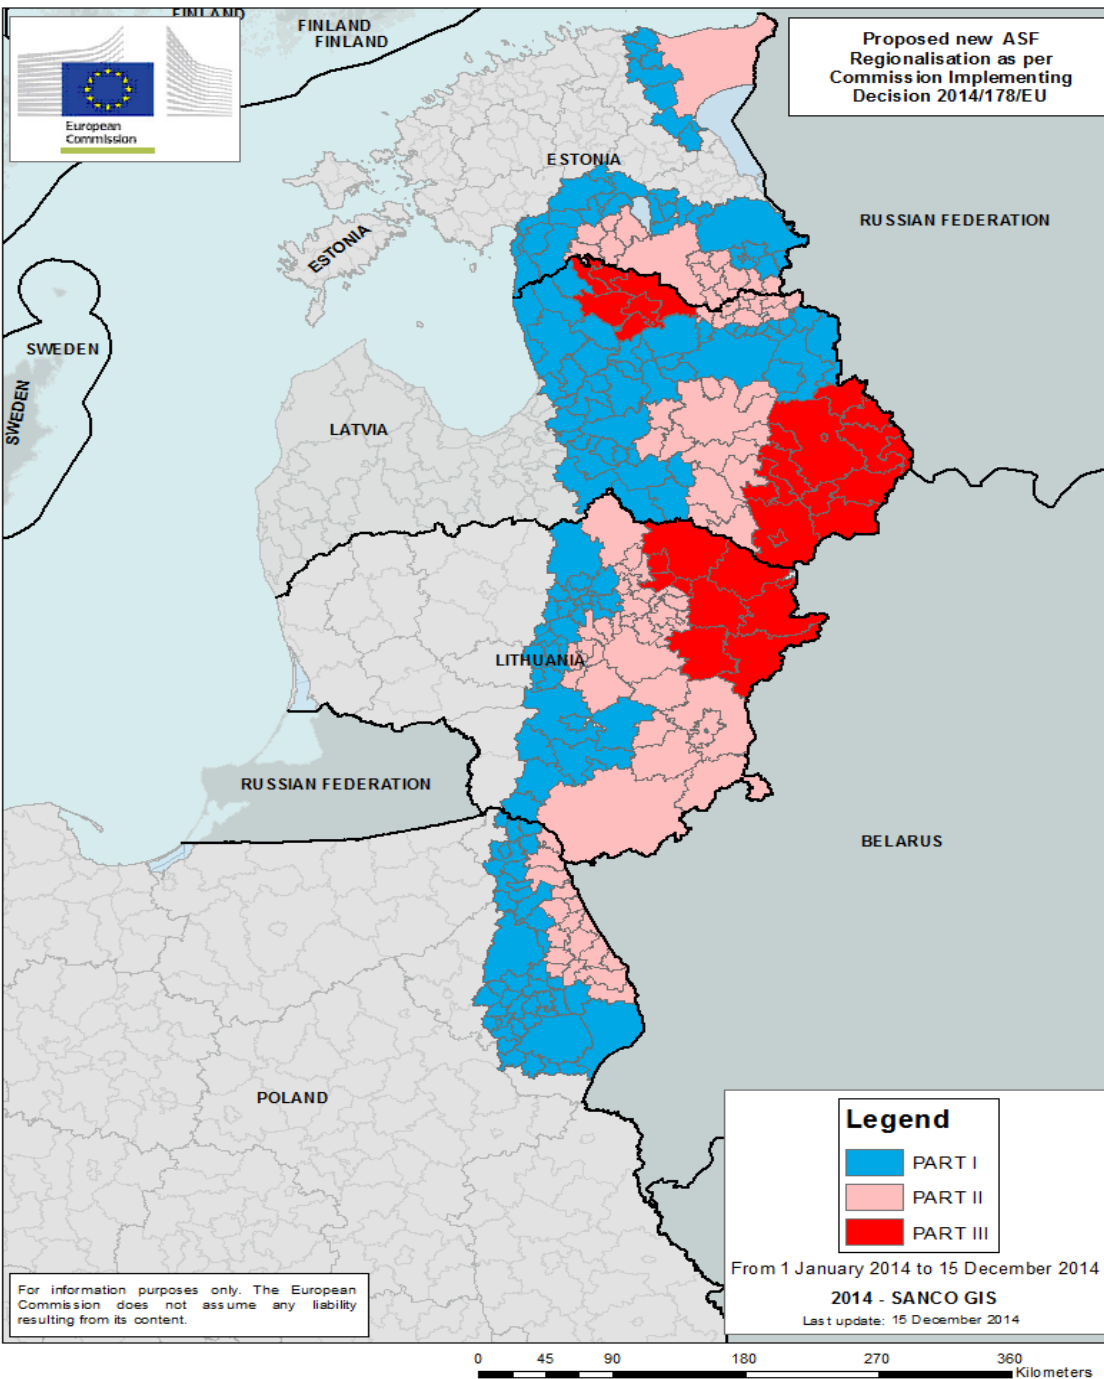 FINLAND
FINLAND
FINLAND
European
Commission
Proposed new ASF
Regionalisation as per
Commission Implementing
Decision 2014/178/EU
ESTONIA
RUSSIAN FEDERATION
ESTONIA
SWEDEN
SWEDEN
LATVIA
LITHUANIA
RUSSIAN FEDERATION
BELARUS
POLAND
Legend
PART I
PART II
PART III
From 1 January 2014 to 15 December 2014
2014 - SANCO GIS
Last update: 15 December 2014
For information purposes only. The European
Commission does not assume any liability
resulting from its content.
0 45 90 180 270 360
Kilometers